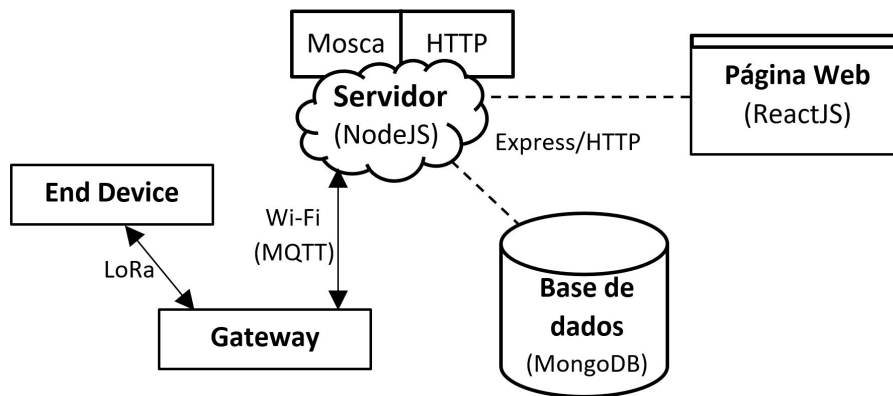 Mosca
HTTP
Servidor
(NodeJS)
Página Web
(ReactJS)
Express/HTTP
End Device
Wi-Fi
(MQTT)
LoRa
Gateway
Base de
dados
(MongoDB)